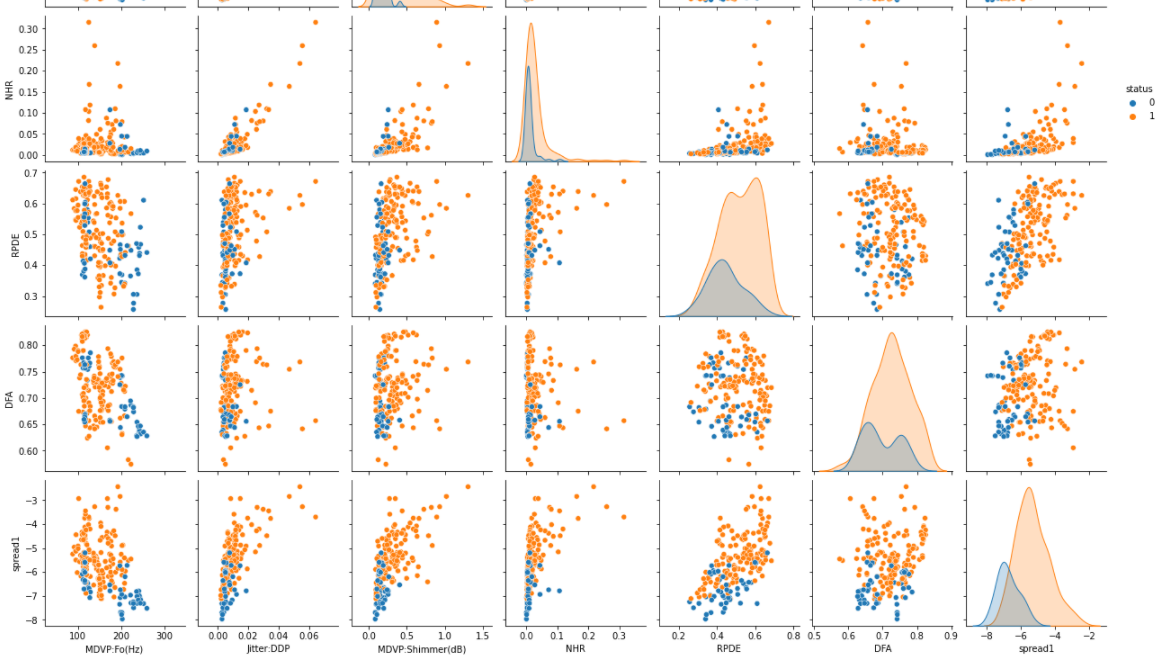 0.30
0.25
0.20
0.15
0.10
0.05
0.00
NHR
status
0
1
0.7
0.6
0.5
0.4
0.3
RPDE
0.80
0.75
0.70
0.65
0.60
DFA
−3
−4
−5
−6
−7
−8
spread1
100 200 300
MDVP:Fo(Hz)
0.00 0.02 0.04 0.06
Jitter:DDP
0.0 0.5 1.0 1.5
MDVP:Shimmer(dB)
0.0 0.1 0.2 0.3
NHR
0.2 0.4 0.6 0.8
RPDE
0.5 0.6 0.7 0.8 0.9
DFA
−8 −6 −4 −2
spread1